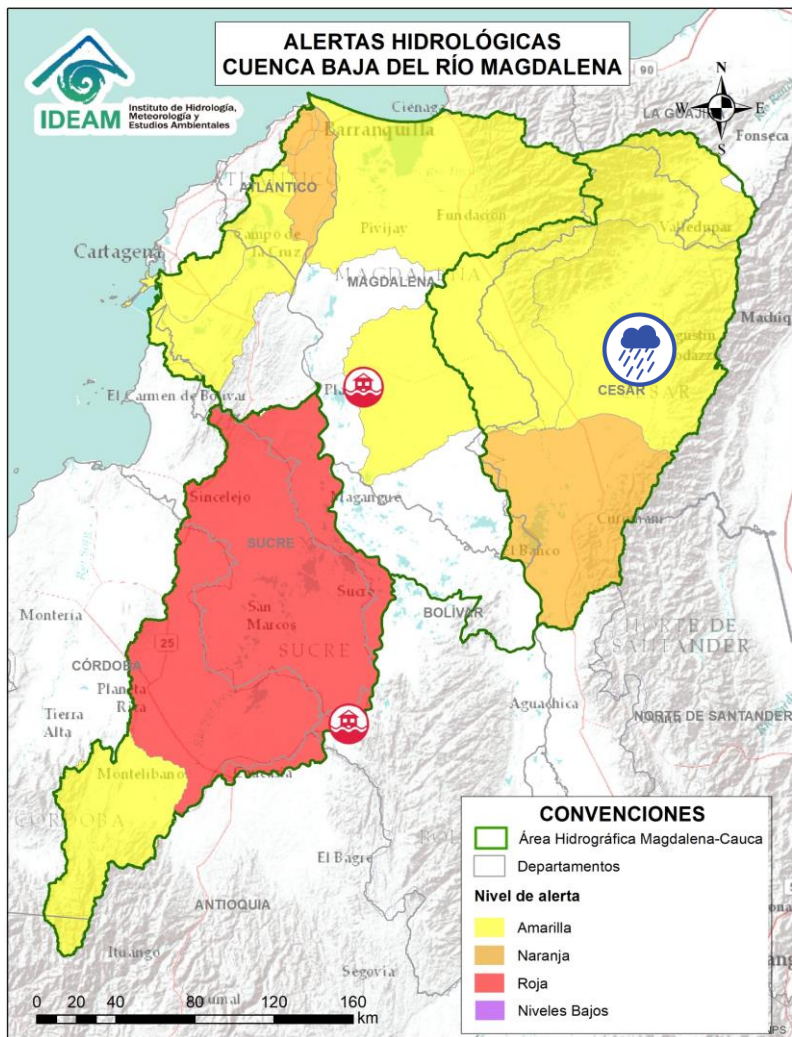 ALERTAS HIDROLÓGICAS
CUENCA BAJA DEL RÍO MAGDALENA
IDEAM
Instituto de Hidrología,
Meteorología y
Estudios Ambientales
N
W
E
S
90
Ciénaga
LA GUAJIRA
Fonseca
Barranquilla
ATLÁNTICO
Pivijay
Fundación
Valledupar
Cartagena
Campo de
la Cruz
MAGDALENA
MAGDALENA
Machiq
CESAR
El Carmen de Bolívar
Pla
Sincelejo
Magangué
Curumaní
SUCRE
El Banco
Sucre
Montería
San
Marcos
BOLÍVAR
NORTE DE
SANTANDER
25
SUCRE
CÓRDOBA
Planeta
Rica
Aguachica
Tierra
Alta
NORTE DE SANTANDER
Montelíbano
Caucasia
CÓRDOBA
El Bagre
ANTIOQUIA
Ituango
Segovia
CONVENCIONES
Área Hidrográfica Magdalena-Cauca
Departamentos
Nivel de alerta
Amarilla
Naranja
Roja
Niveles Bajos
0 20 40 80 120 160
km